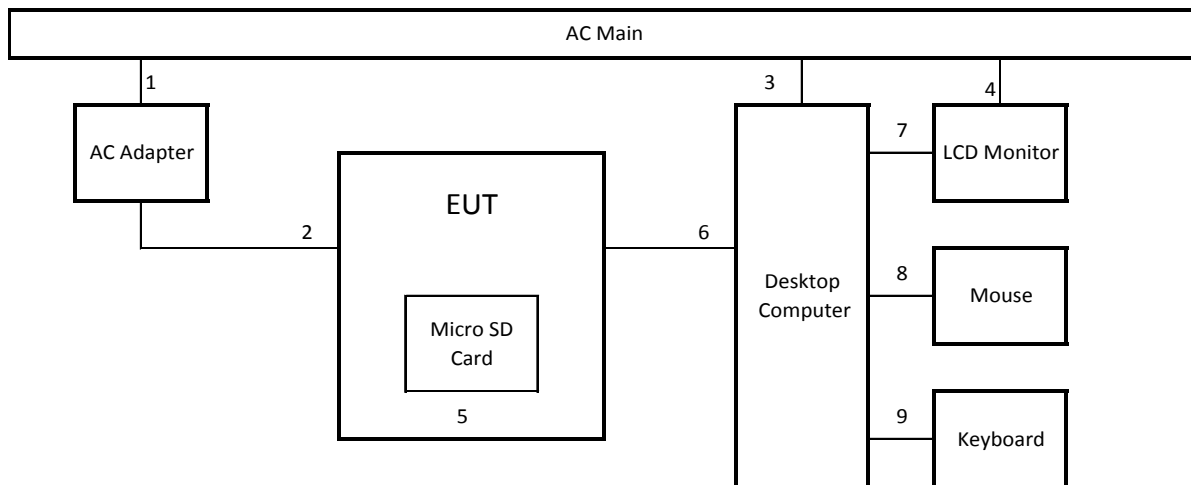 AC Main
1
3
4
AC Adapter
7
LCD Monitor
EUT
2
6
Desktop
Computer
8
Mouse
Micro SD
Card
5
9
Keyboard